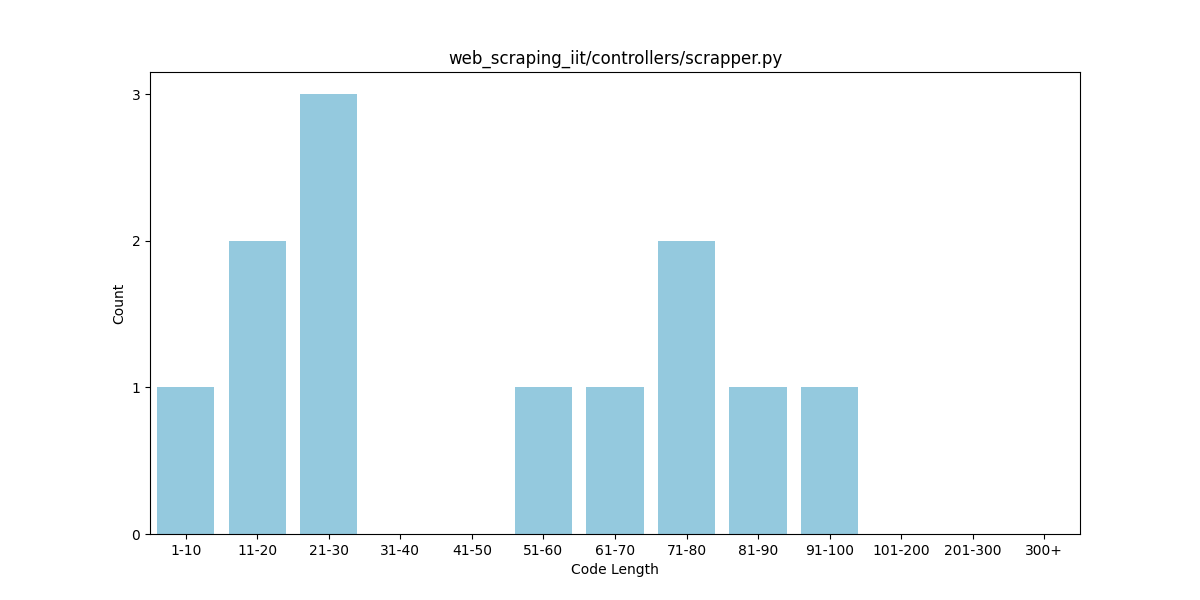 web_scraping_iit/controllers/scrapper.py
3
2
1
0
Count
1-10 11-20 21-30 31-40 41-50 51-60 61-70 71-80 81-90 91-100 101-200 201-300 300+
Code Length